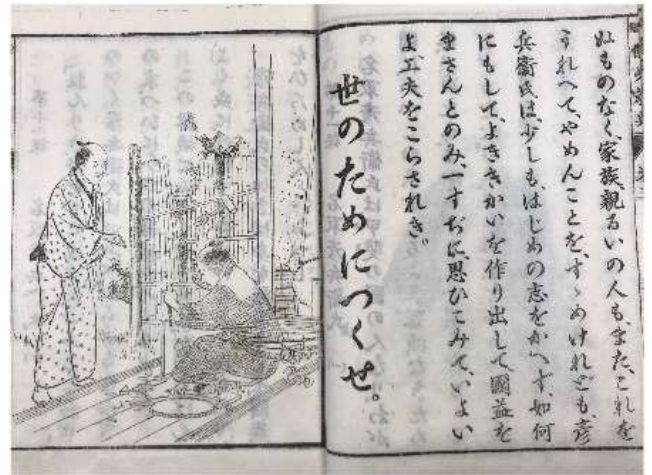 ぬものなく、家族親るいの人もまた、これを
うれへて、やめんことを、すゝめけれども、彦
兵衞氏は、少しも、はじめの志をかへず、如何
にもして、よききかいを作り出して、國益を
まさんとのみ、一すぢに、思ひこみて、いよい
よ、工夫をこらされき。
世のためにつくせ。